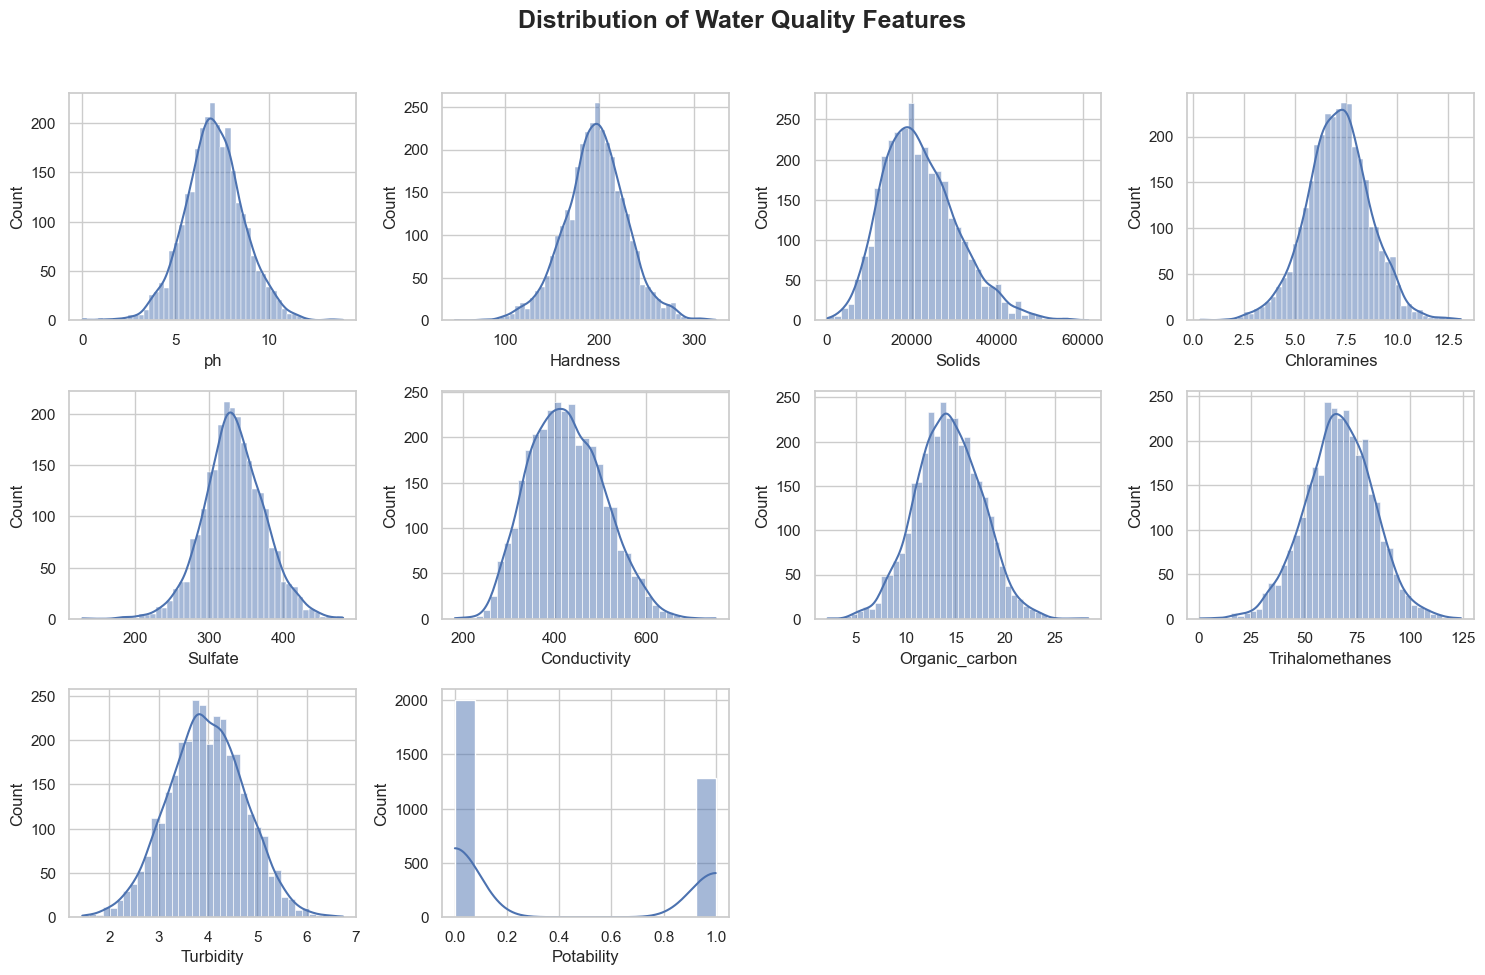 Distribution of Water Quality Features
Count
200
150
100
50
0
0 5 10
ph
Count
250
200
150
100
50
0
100 200 300
Hardness
Count
250
200
150
100
50
0
0 20000 40000 60000
Solids
Count
200
150
100
50
0
0.0 2.5 5.0 7.5 10.0 12.5
Chloramines
Count
200
150
100
50
0
200 300 400
Sulfate
Count
250
200
150
100
50
0
200 400 600
Conductivity
Count
250
200
150
100
50
0
5 10 15 20 25
Organic_carbon
Count
250
200
150
100
50
0
0 25 50 75 100 125
Trihalomethanes
Count
250
200
150
100
50
0
2 3 4 5 6 7
Turbidity
Count
2000
1500
1000
500
0
0.0 0.2 0.4 0.6 0.8 1.0
Potability